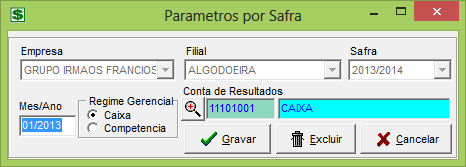 Parametros por Safra
Empresa
Filial
Safra
GRUPO IRMAOS FRANCIOS
ALGODOEIRA
2013/2014
Mes/Ano
Regime Gerencial
Conta de Resultados
01/2013
Caixa
Competencia
11101001
CAIXA
Gravar
Excluir
Cancelar